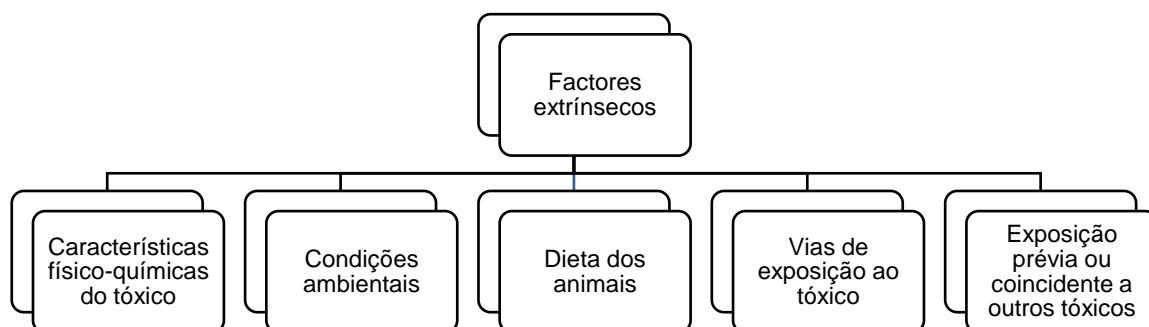 Factores
extrínsecos
Características
físico-químicas
do tóxico
Condições
ambientais
Dieta dos
animais
Vias de
exposição ao
tóxico
Exposição
prévia ou
coincidente a
outros tóxicos